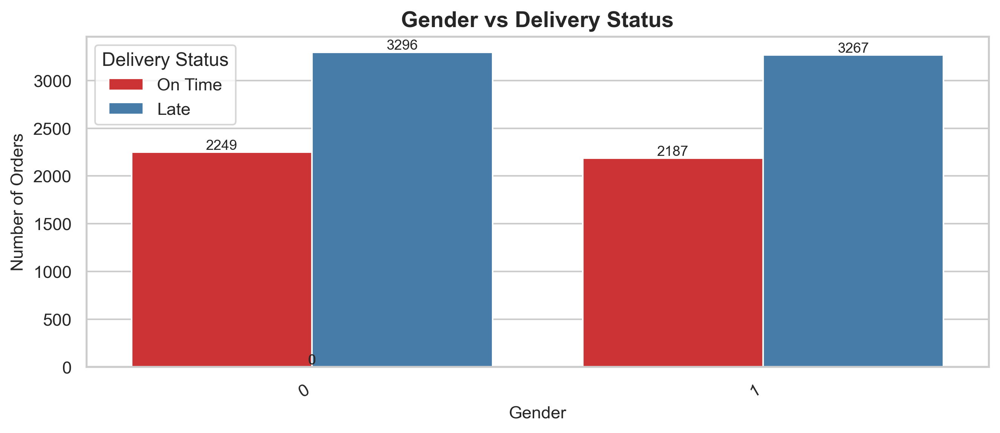 Gender vs Delivery Status
Delivery Status
On Time
Late
Number of Orders
3000
2500
2000
1500
1000
500
0
2249
3296
0
2187
3267
0
1
Gender